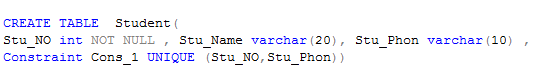 CREATE TABLE  Student(
Stu_NO int NOT NULL , Stu_Name varchar(20), Stu_Phon varchar(10) ,
Constraint Cons_1 UNIQUE (Stu_NO,Stu_Phon))